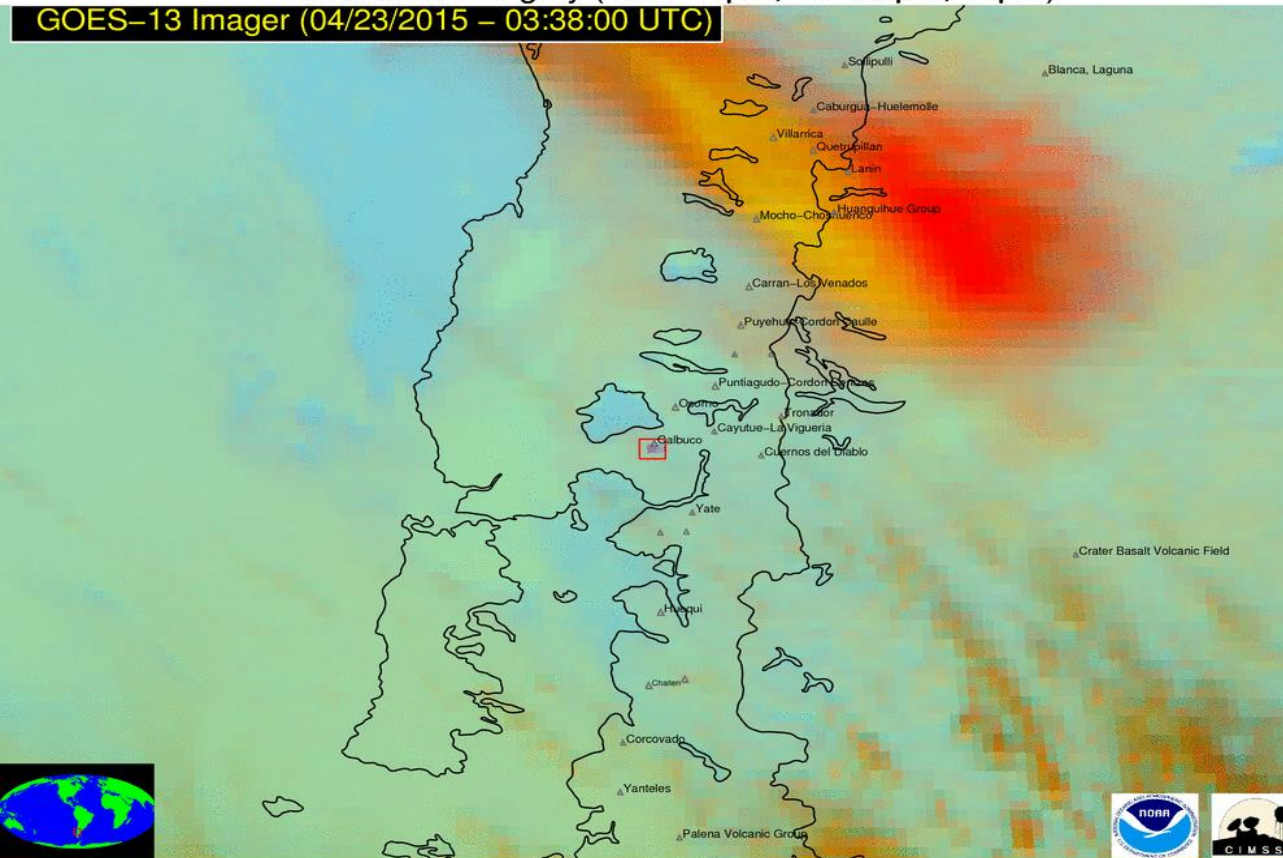 GOES−13 Imager (04/23/2015 − 03:38:00 UTC)
Sollipulli
Blanca, Laguna
Caburgua−Huelemolle
Villarrica
Quetrupillan
Lanin
Huanquihue Group
Mocho−Choshuenco
Carran−Los Venados
Puyehue−Cordon Caulle
Puntiagudo−Cordon Cenizos
Osorno
Tronador
Cayutue−La Vigueria
Calbuco
Cuernos del Diablo
Yate
Crater Basalt Volcanic Field
Huequi
Chaiten
Corcovado
Yanteles
Palena Volcanic Group
NOAA
CIMSS